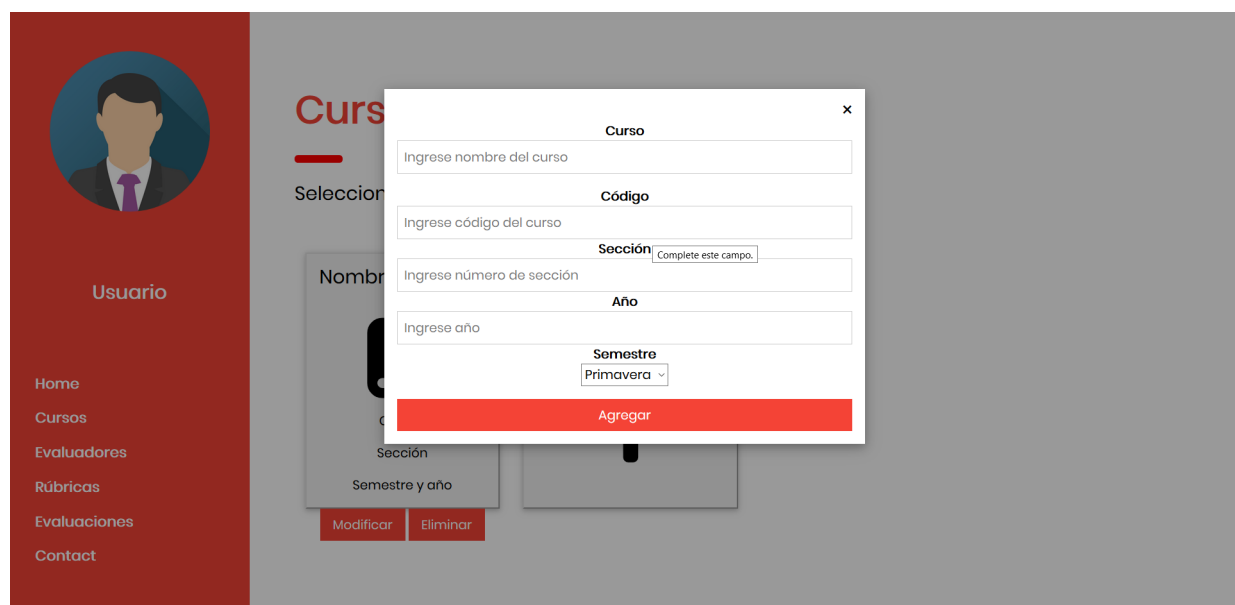 Usuario
Home
Cursos
Evaluadores
Rúbricas
Evaluaciones
Contact
Curs
Seleccion
Nombr
Sección
Semestre y año
Modificar
Eliminar
×
Curso
Ingrese nombre del curso
Código
Ingrese código del curso
Sección
Complete este campo.
Ingrese número de sección
Año
Ingrese año
Semestre
Primavera
Agregar